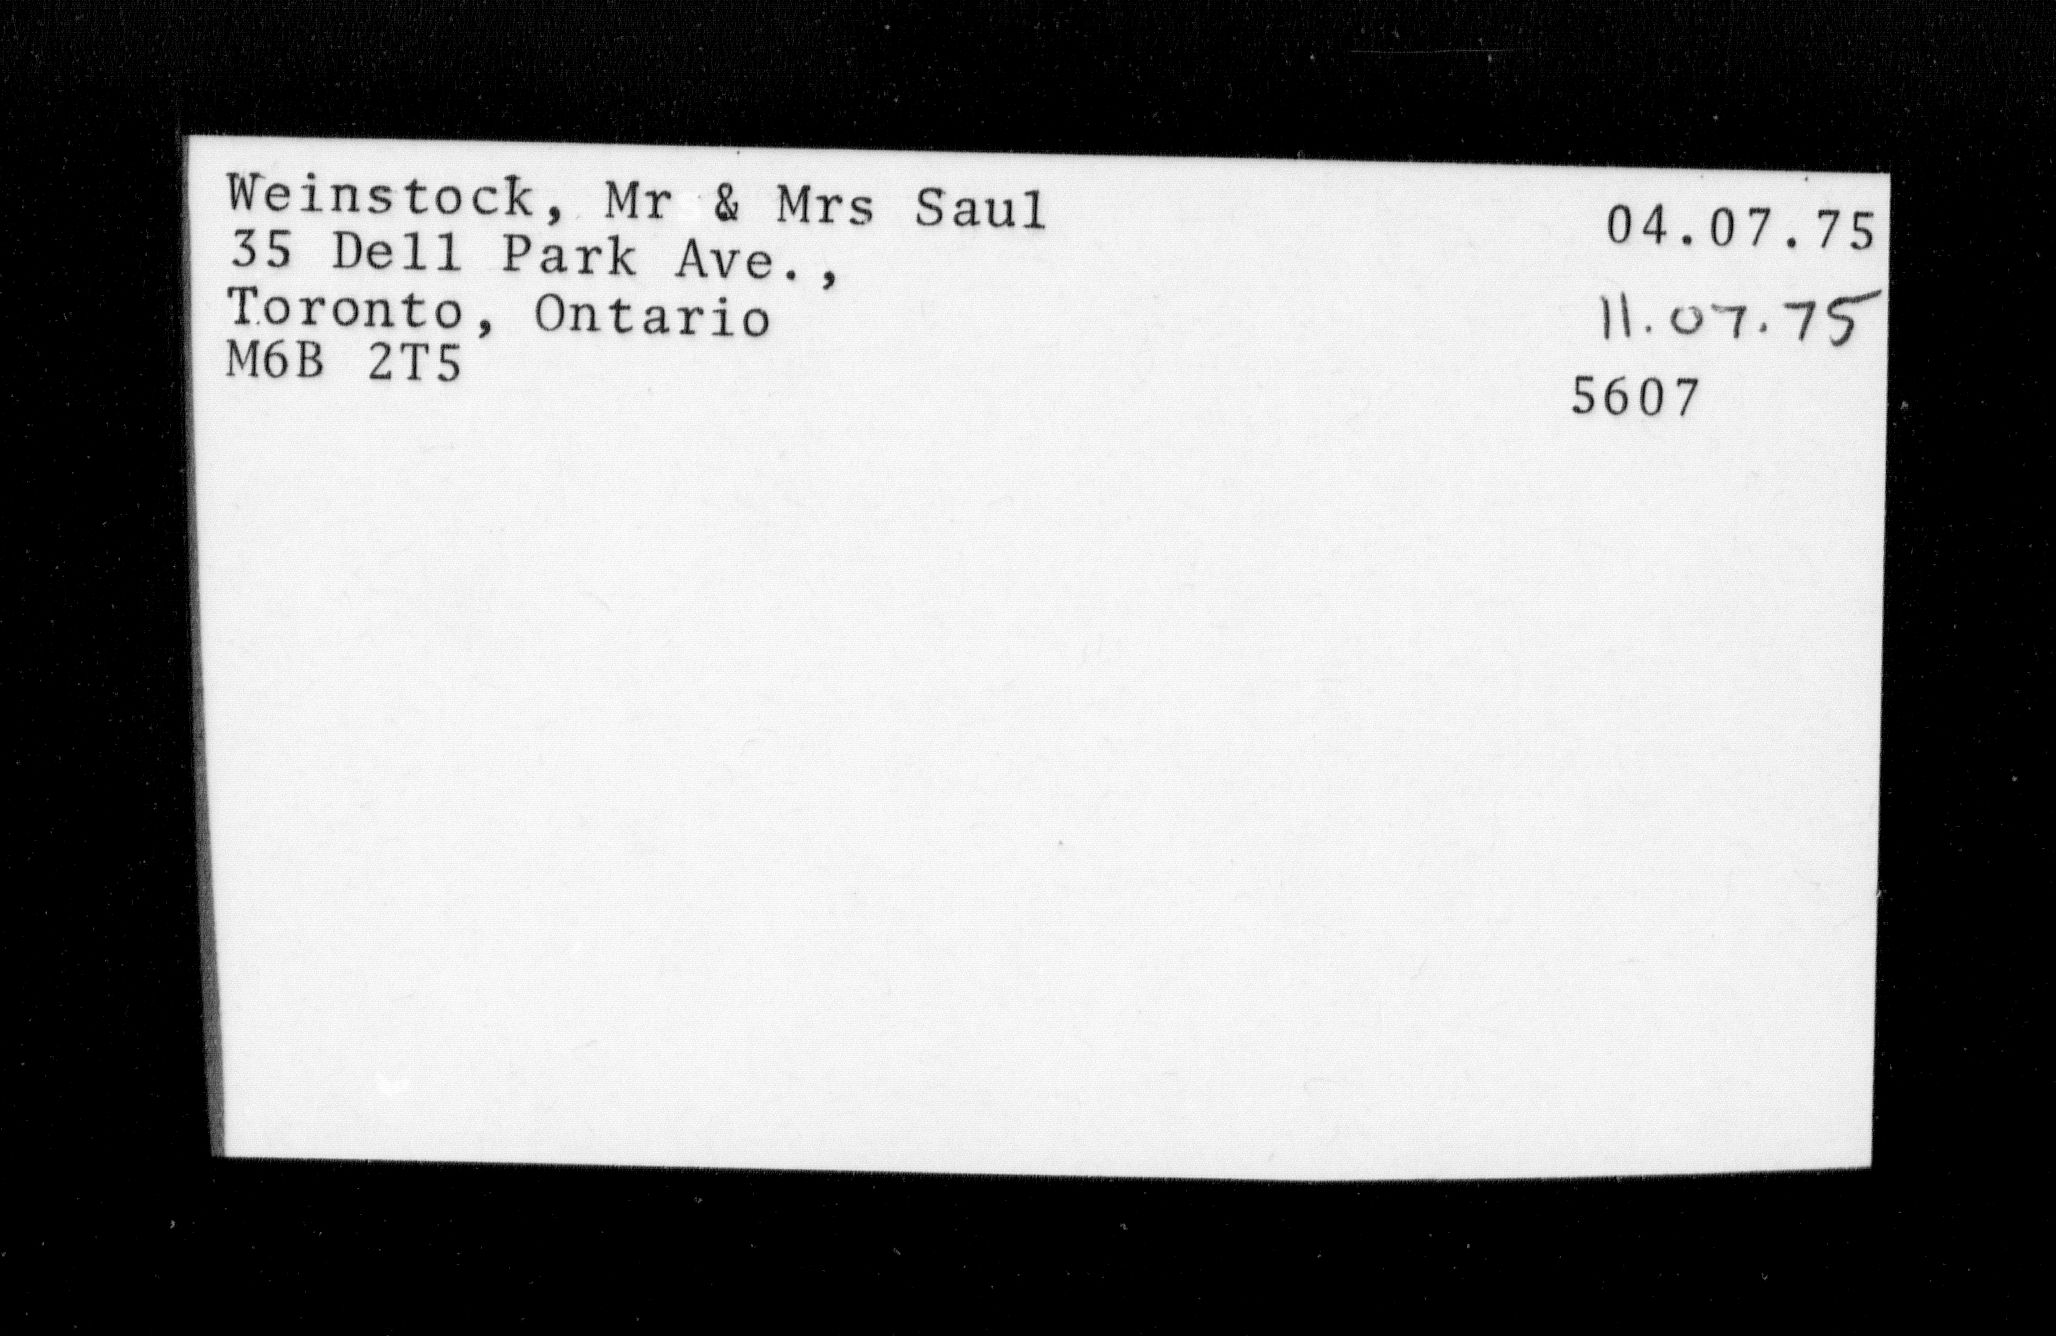 Weinstock, Mr & Mrs Saul
35 Dell Park Ave.,
Toronto, Ontario
M6B 2T5
04.07.75
11.07.75
5607